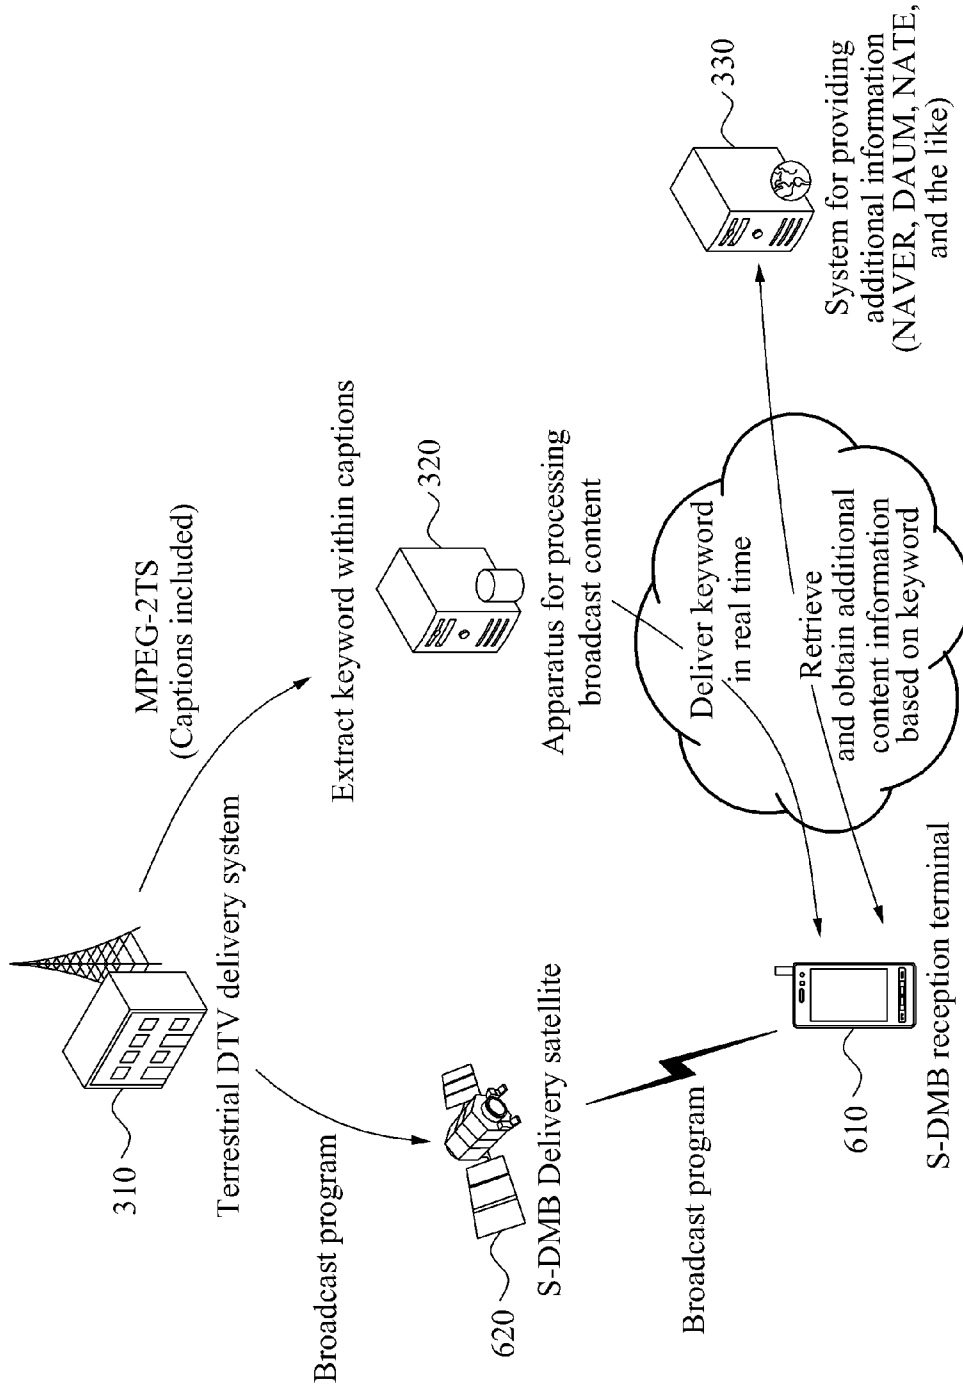 310
Terrestrial DTV delivery system
MPEG-2TS
(Captions included)
Broadcast program
Extract keyword within captions
620
S-DMB Delivery satellite
320
Apparatus for processing
broadcast content
Broadcast program
Deliver keyword
in real time
Retrieve
and obtain additional
content information
based on keyword
610
S-DMB reception terminal
330
System for providing
additional information
(NAVER, DAUM, NATE,
and the like)